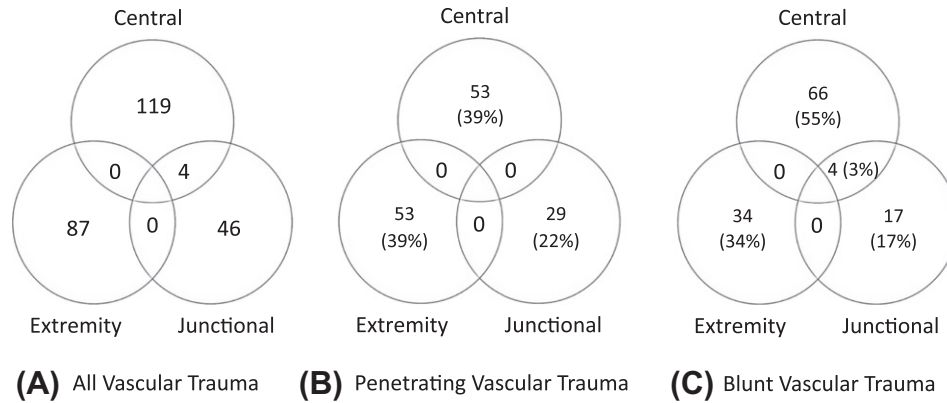 Central
119
0
4
87
0
46
Extremity
Junctional
(A) All Vascular Trauma
Central
53
(39%)
0
0
53
(39%)
0
29
(22%)
Extremity
Junctional
(B) Penetrating Vascular Trauma
Central
66
(55%)
0
4 (3%)
34
(34%)
0
17
(17%)
Extremity
Junctional
(C) Blunt Vascular Trauma